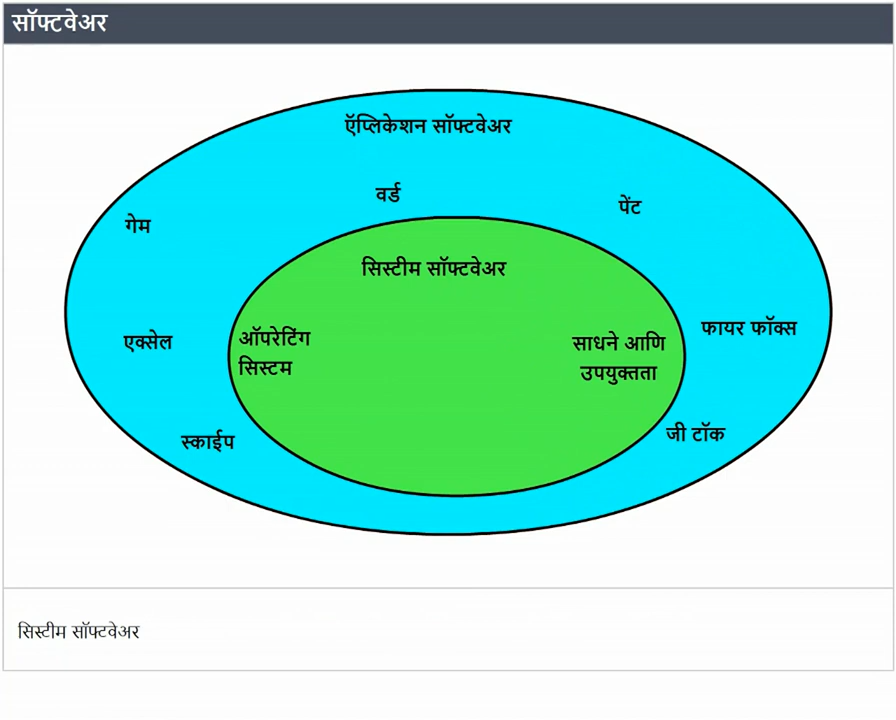 सॉफ्टवेअर
ऍप्लिकेशन सॉफ्टवेअर
वर्ड
पेंट
गेम
सिस्टीम सॉफ्टवेअर
फायर फॉक्स
एक्सेल
ऑपरेटिंग
सिस्टम
साधने आणि
उपयुक्तता
स्काईप
जी टॉक
सिस्टीम सॉफ्टवेअर